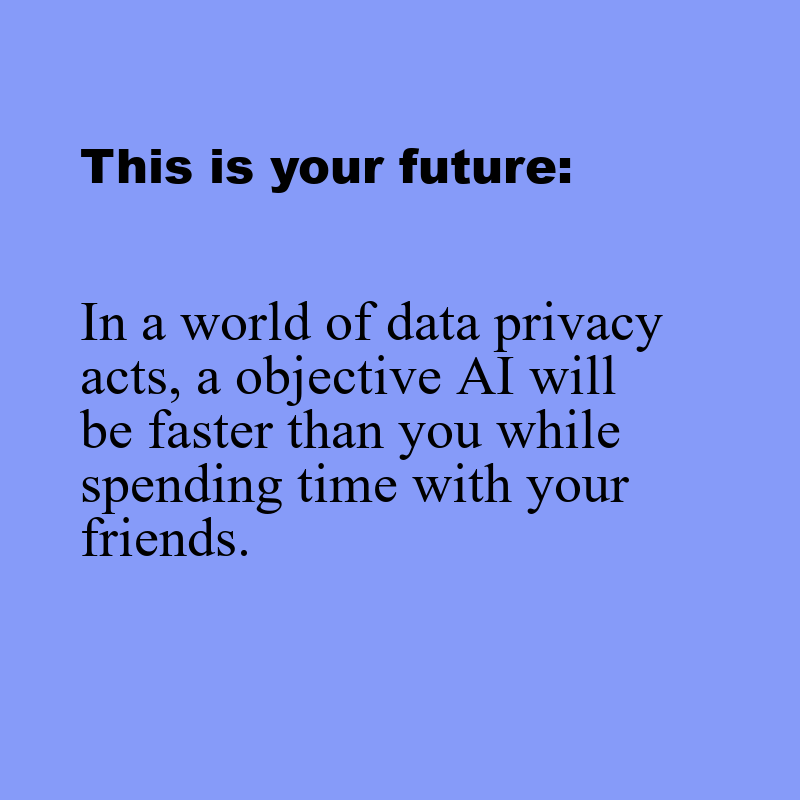 This is your future:
In a world of data privacy
acts, a objective AI will
be faster than you while
spending time with your
friends.